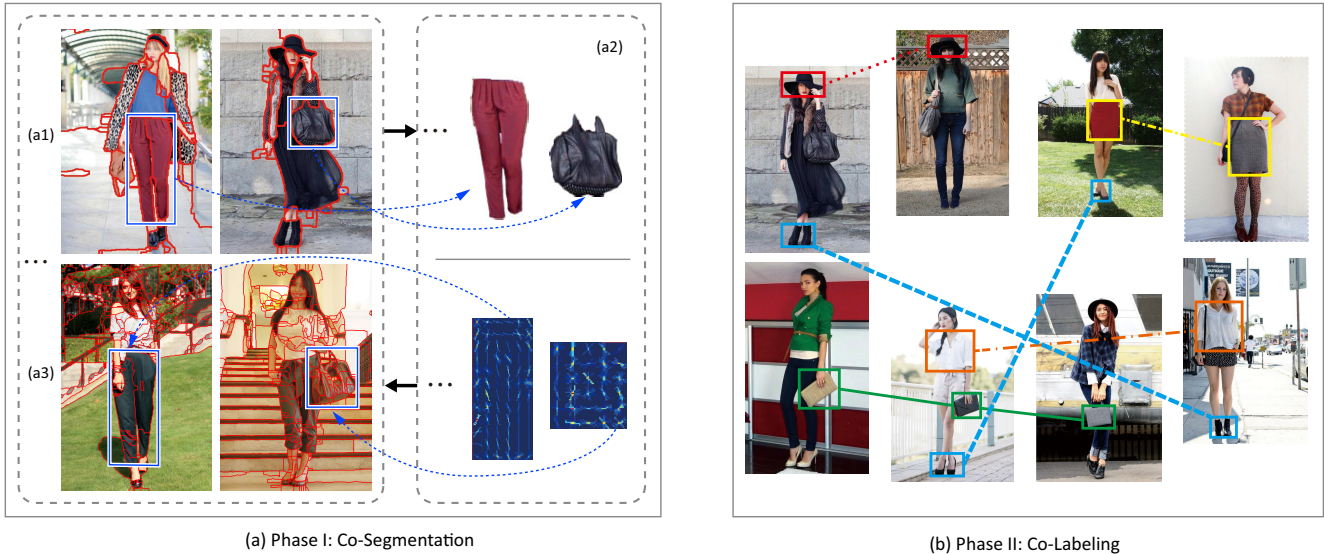 (a1)
(a2)
(a3)
(a) Phase I: Co-Segmentation
(b) Phase II: Co-Labeling